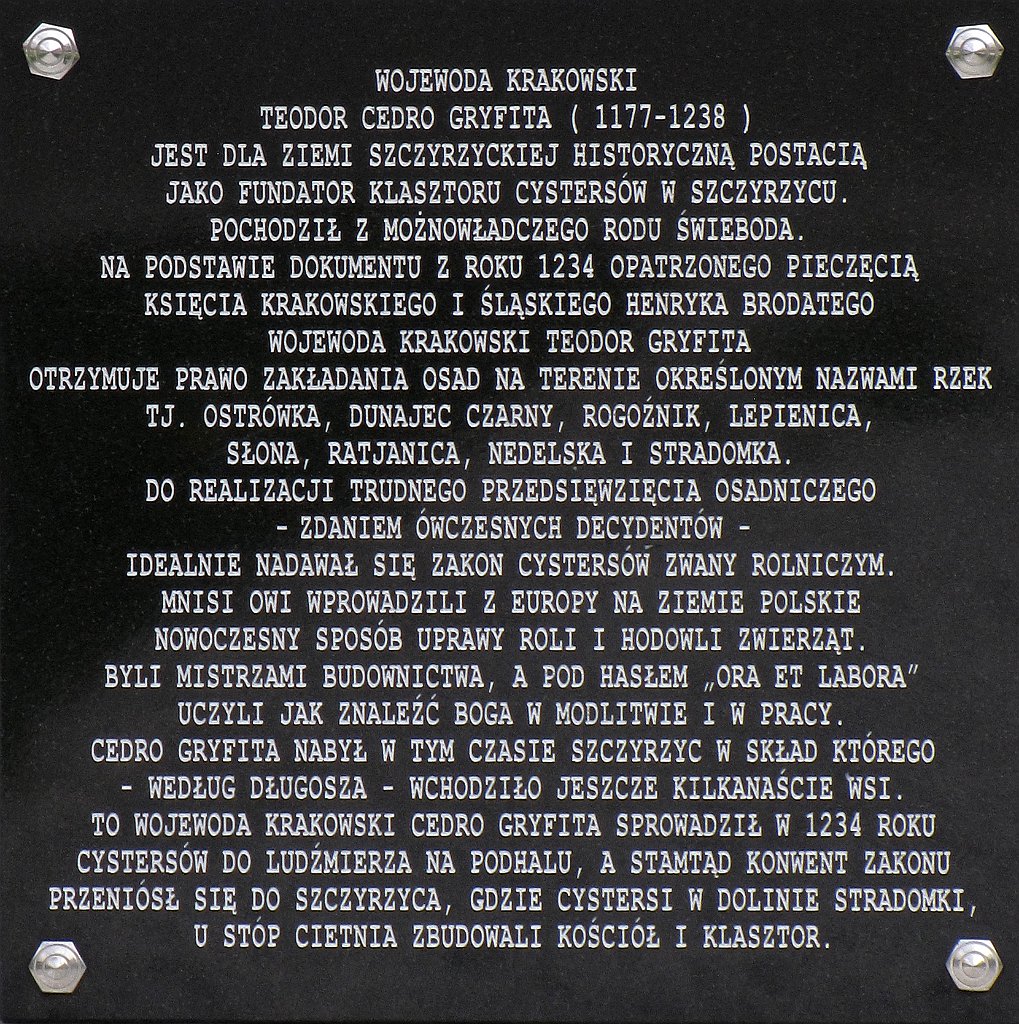 WOJEWODA KRAKOWSKI
TEODOR CEDRO GRYFITA ( 1177-1238 )
JEST DLA ZIEMI SZCZYRZYCKIEJ HISTORYCZNĄ POSTACIĄ
JAKO FUNDATOR KLASZTORU CYSTERSÓW W SZCZYRZYCU.
POCHODZIŁ Z MOŻNOWŁADCZEGO RODU ŚWIEBODA.
NA PODSTAWIE DOKUMENTU Z ROKU 1234 OPATRZONEGO PIECZĘCIĄ
KSIĘCIA KRAKOWSKIEGO I ŚLĄSKIEGO HENRYKA BRODATEGO
WOJEWODA KRAKOWSKI TEODOR GRYFITA
OTRZYMUJE PRAWO ZAKŁADANIA OSAD NA TERENIE OKREŚLONYM NAZWAMI RZEK
TJ. OSTRÓWKA, DUNAJEC CZARNY, ROGOŹNIK, LEPIENICA,
SŁONA, RATJANICA, NEDELSKA I STRADOMKA.
DO REALIZACJI TRUDNEGO PRZEDSIĘWZIĘCIA OSADNICZEGO
- ZDANIEM ÓWCZESNYCH DECYDENTÓW -
IDEALNIE NADAWAŁ SIĘ ZAKON CYSTERSÓW ZWANY ROLNICZYM.
MNISI OWI WPROWADZILI Z EUROPY NA ZIEMIE POLSKIE
NOWOCZESNY SPOSÓB UPRAWY ROLI I HODOWLI ZWIERZĄT.
BYLI MISTRZAMI BUDOWNICTWA, A POD HASŁEM „ORA ET LABORA”
UCZYLI JAK ZNALEŹĆ BOGA W MODLITWIE I W PRACY.
CEDRO GRYFITA NABYŁ W TYM CZASIE SZCZYRZYC W SKŁAD KTÓREGO
- WEDŁUG DŁUGOSZA - WCHODZIŁO JESZCZE KILKANAŚCIE WSI.
TO WOJEWODA KRAKOWSKI CEDRO GRYFITA SPROWADZIŁ W 1234 ROKU
CYSTERSÓW DO LUDŹMIERZA NA PODHALU, A STAMTĄD KONWENT ZAKONU
PRZENIÓSŁ SIĘ DO SZCZYRZYCA, GDZIE CYSTERSI W DOLINIE STRADOMKI,
U STÓP CIETNIA ZBUDOWALI KOŚCIÓŁ I KLASZTOR.